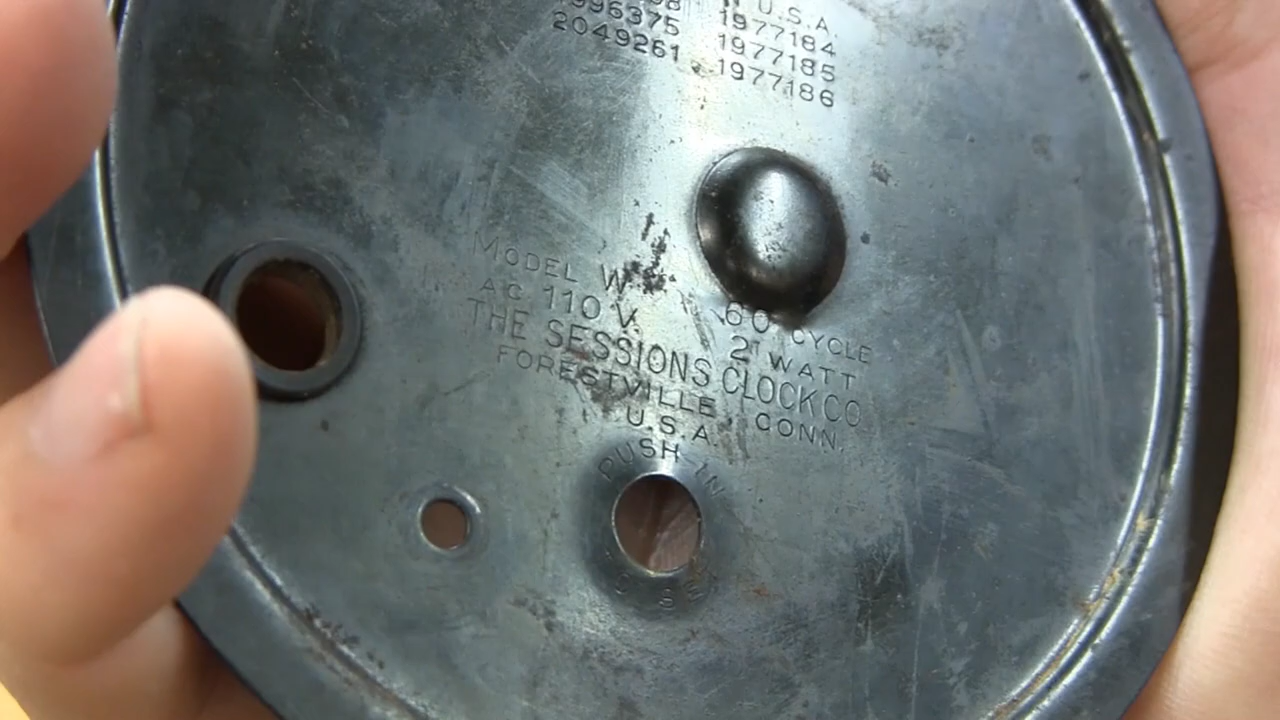 U.S.A.
1996375 1977184
2049261 1977185
1977186
MODEL W
AC 110 V. 60 CYCLE
2 WATT
THE SESSIONS CLOCK CO
FORESTVILLE, CONN.
U.S.A.
PUSH IN